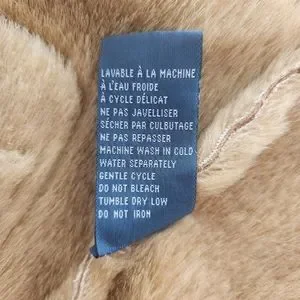 LAVABLE À LA MACHINE
À L'EAU FROIDE
A CYCLE DÉLICAT
NE PAS JAVELLISER
SÉCHER PAR CULBUTAGE
NE PAS REPASSER
MACHINE WASH IN COLD
WATER SEPARATELY
GENTLE CYCLE
DO NOT BLEACH
TUMBLE DRY LOW
DO NOT IRON